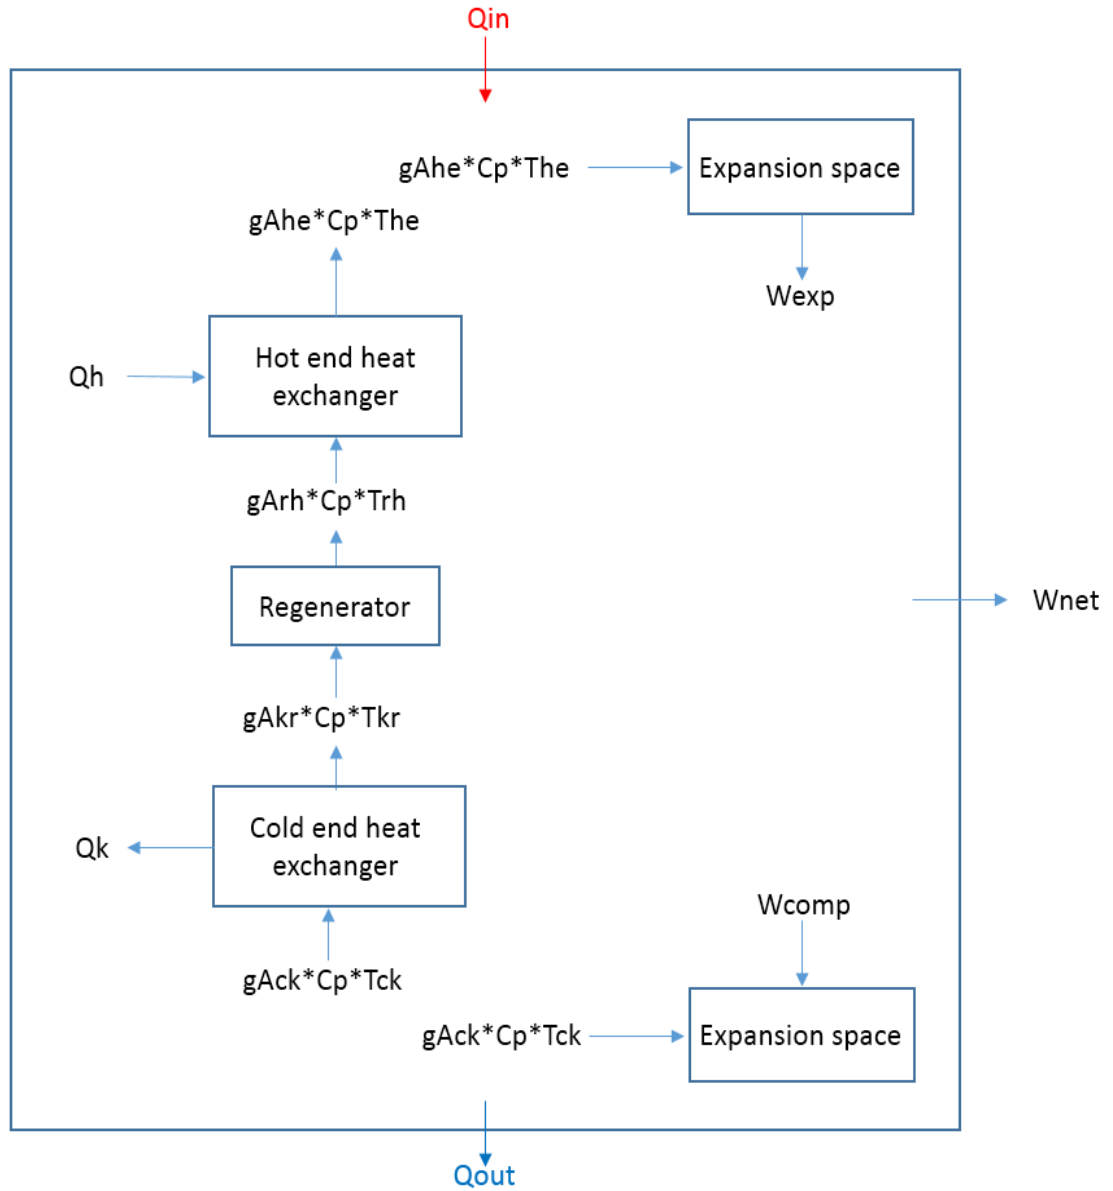 Qin
gAhe*Cp*The
Expansion space
gAhe*Cp*The
Wexp
Hot end heat
exchanger
Qh
gArh*Cp*Trh
Regenerator
Wnet
gAkr*Cp*Tkr
Cold end heat
exchanger
Qk
Wcomp
gAck*Cp*Tck
gAck*Cp*Tck
Expansion space
Qout